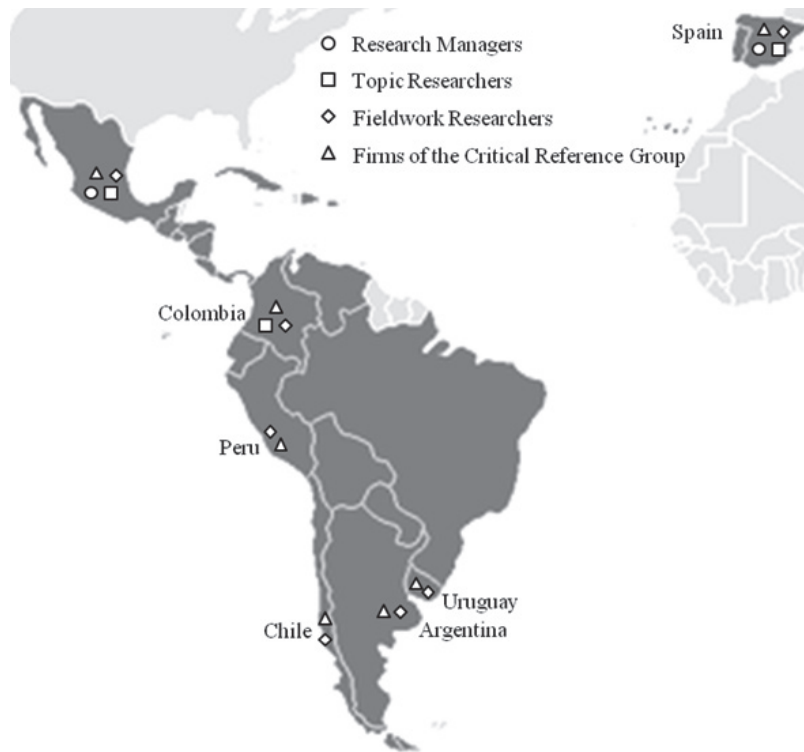 Spain
Research Managers
Topic Researchers
Fieldwork Researchers
Firms of the Critical Reference Group
Colombia
Peru
Uruguay
Chile
Argentina